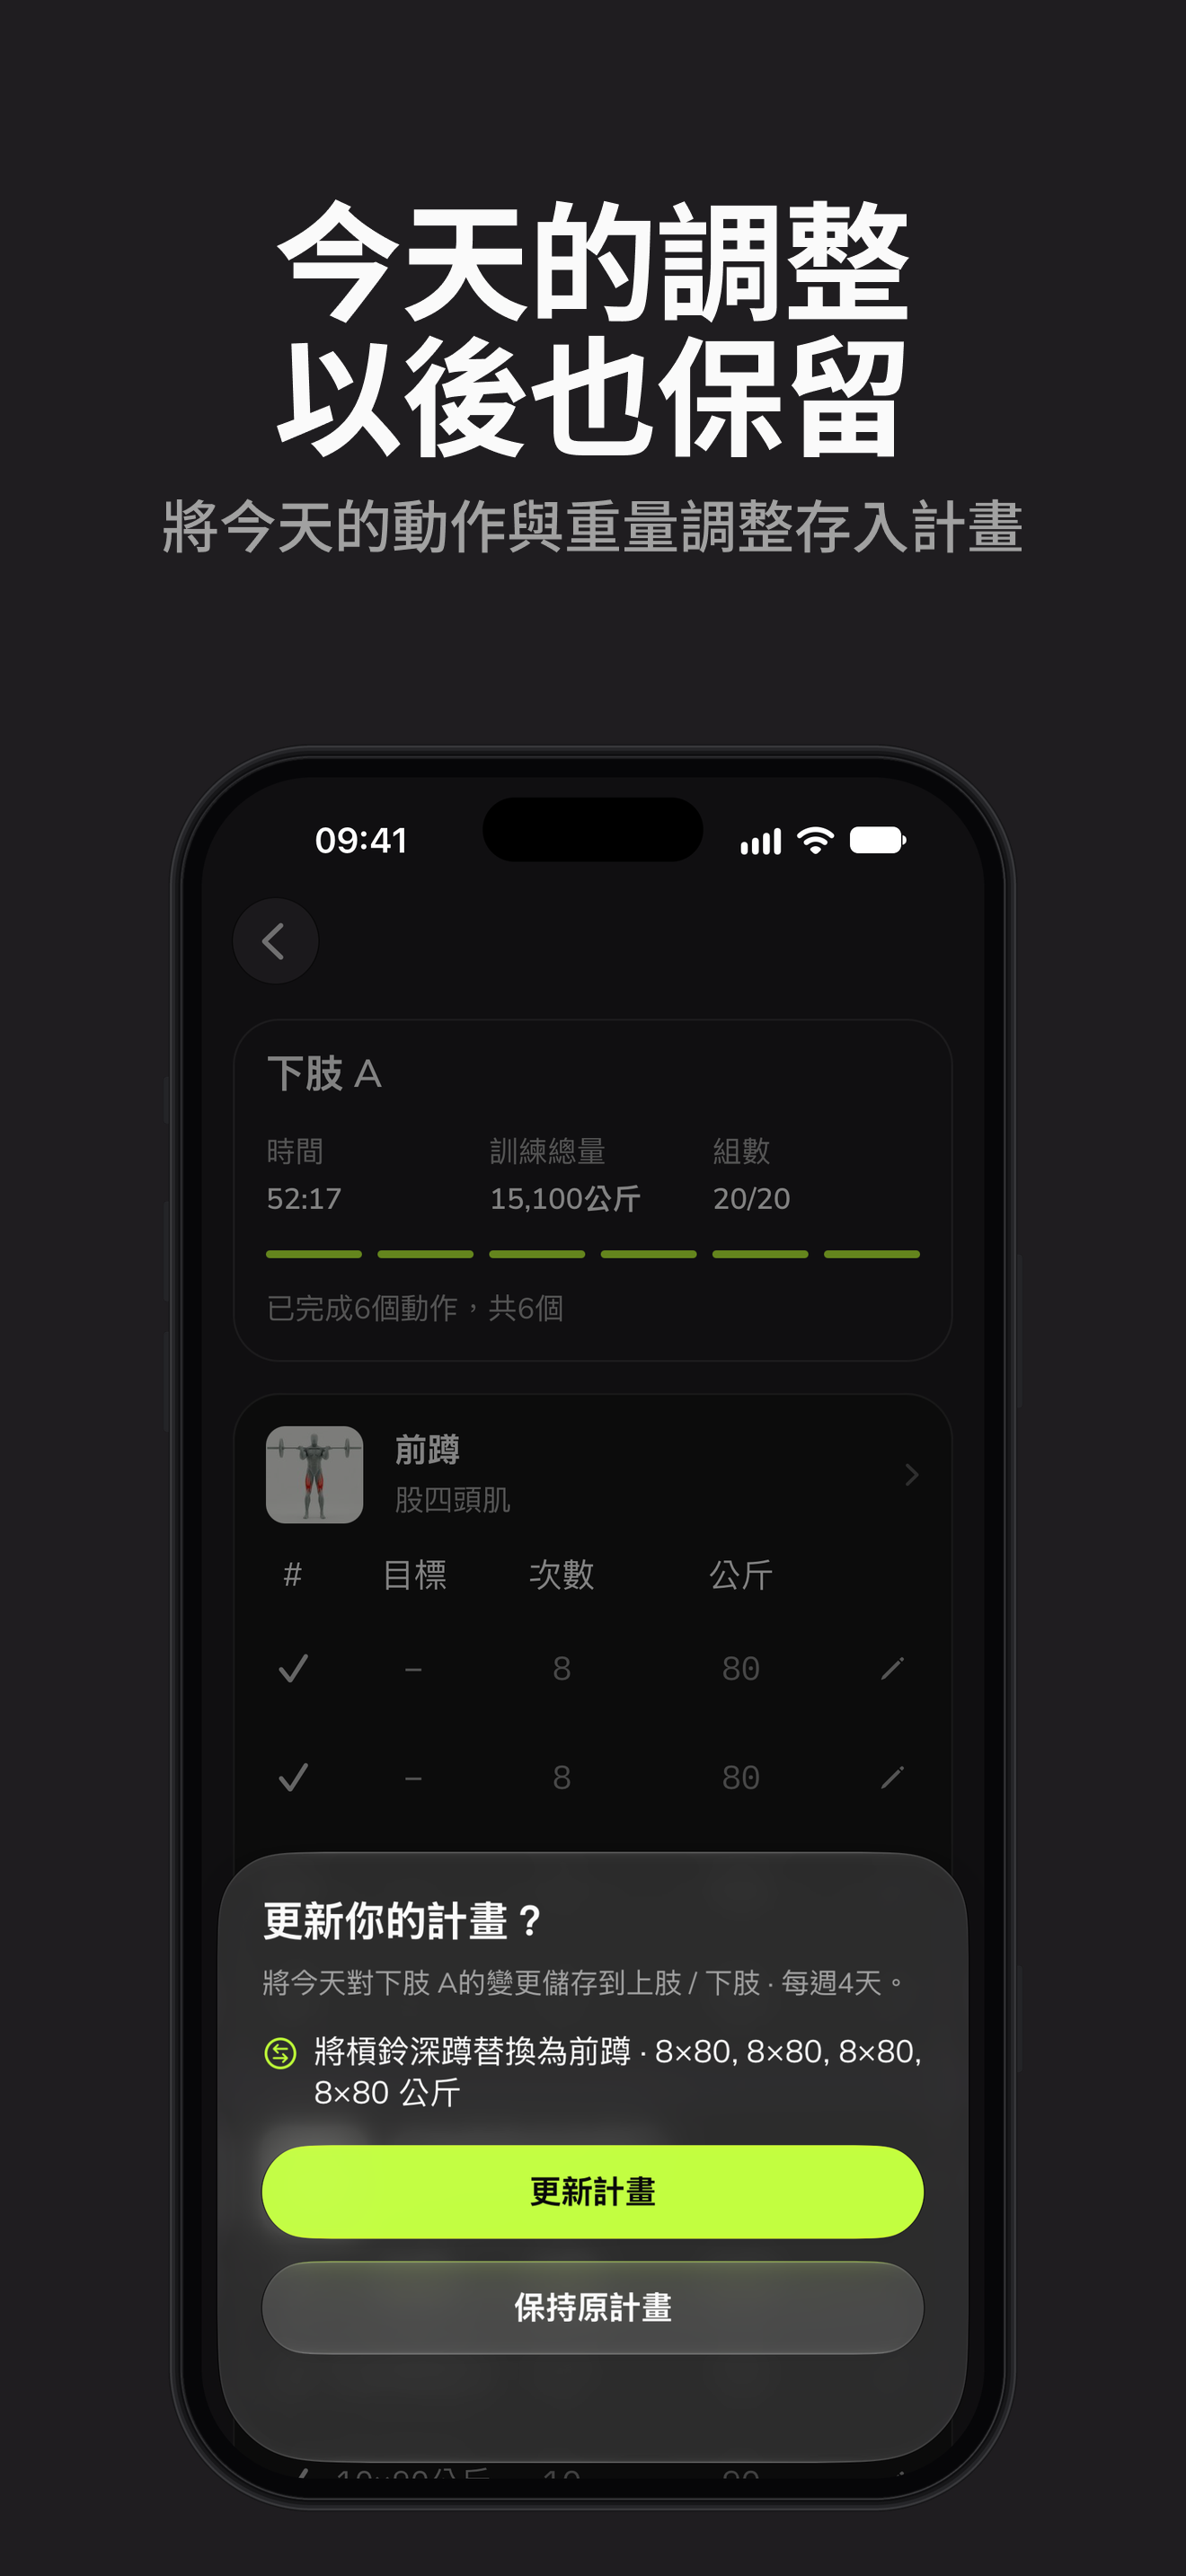 今天的調整
以後也保留
將今天的動作與重量調整存入計畫
09:41
下肢 A
時間 訓練總量 組數
52:17 15,100公斤 20/20
已完成6個動作，共6個
前蹲
股四頭肌
# 目標 次數 公斤
– 8 80
– 8 80
更新你的計畫？
將今天對下肢 A的變更儲存到上肢 / 下肢 · 每週4天。
將槓鈴深蹲替換為前蹲 · 8×80, 8×80, 8×80,
8×80 公斤
更新計畫
保持原計畫